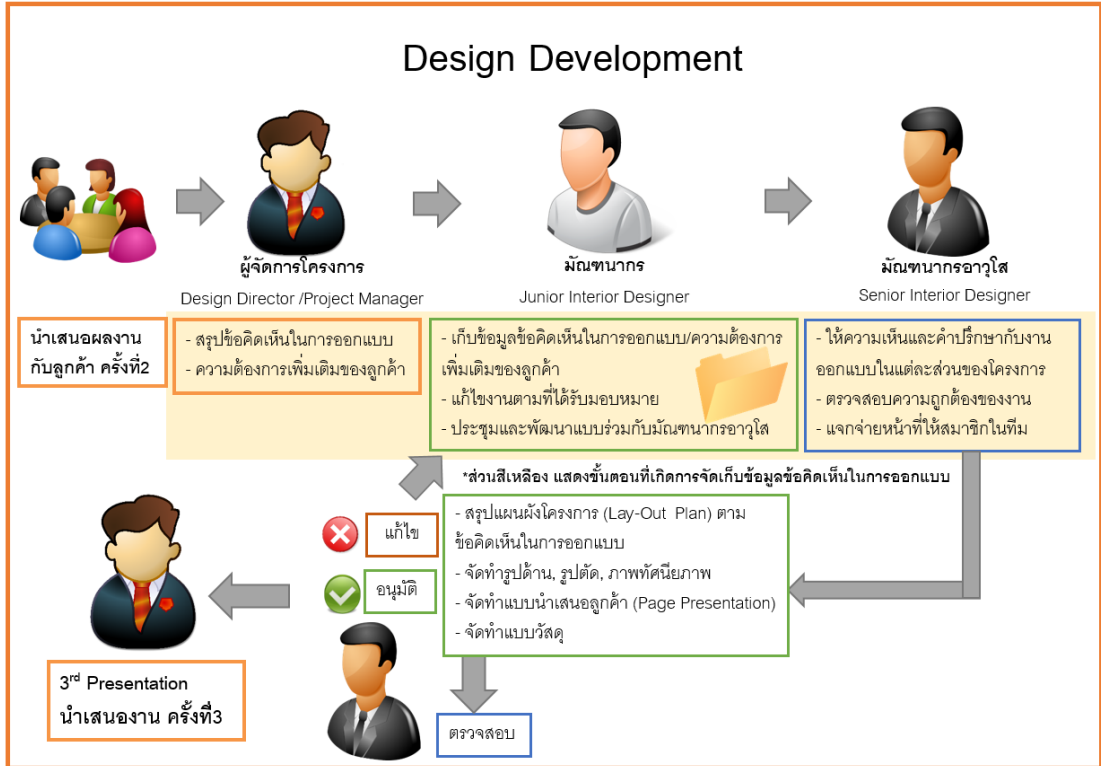 Design Development
ผู้จัดการโครงการ
Design Director /Project Manager
มัณฑนากร
Junior Interior Designer
มัณฑนากรอาวุโส
Senior Interior Designer
นำเสนอผลงาน
กับลูกค้า ครั้งที่2
- สรุปข้อคิดเห็นในการออกแบบ
- ความต้องการเพิ่มเติมของลูกค้า
- เก็บข้อมูลข้อคิดเห็นในการออกแบบ/ความต้องการ
เพิ่มเติมของลูกค้า
- แก้ไขงานตามที่ได้รับมอบหมาย
- ประชุมและพัฒนาแบบร่วมกับมัณฑนากรอาวุโส
- ให้ความเห็นและคำปรึกษากับงาน
ออกแบบในแต่ละส่วนของโครงการ
- ตรวจสอบความถูกต้องของงาน
- แจกจ่ายหน้าที่ให้สมาชิกในทีม
*ส่วนสีเหลือง แสดงขั้นตอนที่เกิดการจัดเก็บข้อมูลข้อคิดเห็นในการออกแบบ
- สรุปแผนผังโครงการ (Lay-Out Plan) ตาม
ข้อคิดเห็นในการออกแบบ
- จัดทำรูปด้าน, รูปตัด, ภาพทัศนียภาพ
- จัดทำแบบนำเสนอลูกค้า (Page Presentation)
- จัดทำแบบวัสดุ
แก้ไข
อนุมัติ
3rd Presentation
นำเสนองาน ครั้งที่3
ตรวจสอบ